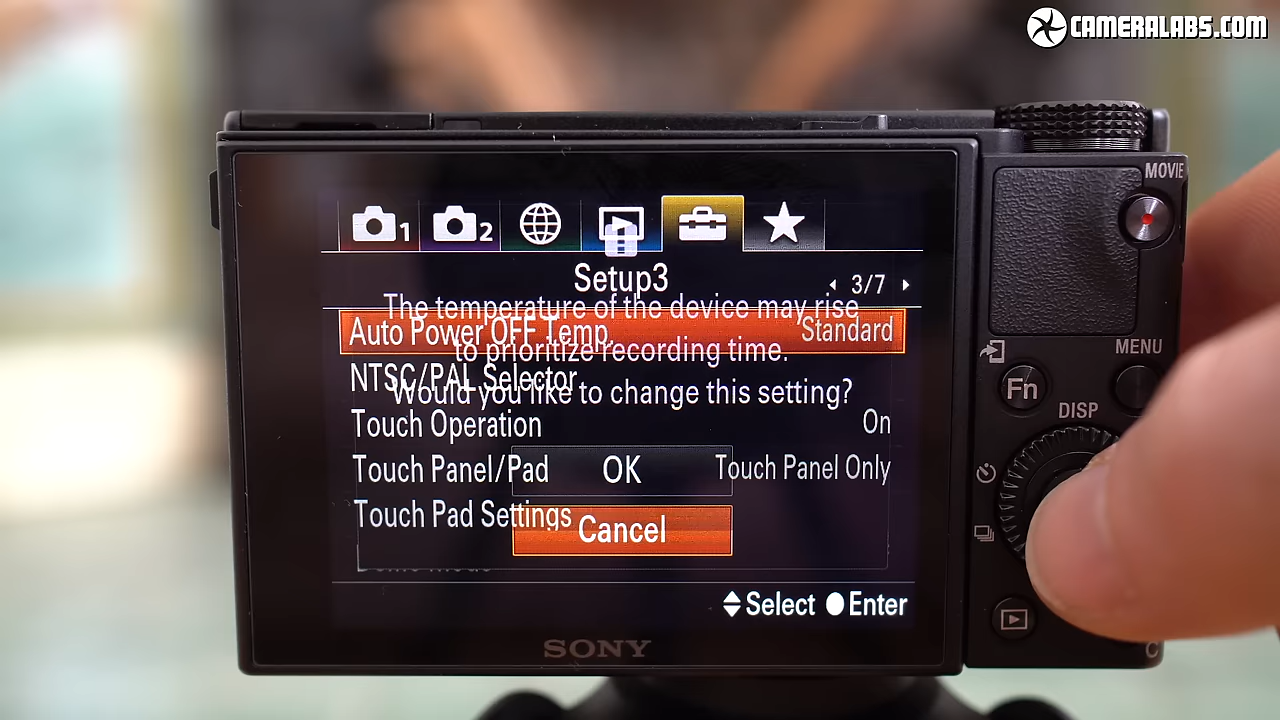 CAMERALABS.COM
MOVIE
1
2
Setup3
3/7
The temperature of the device may rise
Auto Power OFF Temp.
Standard
to prioritize recording time.
NTSC/PAL Selector
Would you like to change this setting?
Touch Operation
On
Touch Panel/Pad
OK
Touch Panel Only
Touch Pad Settings
Cancel
Select
Enter
SONY
MENU
Fn
DISP
C